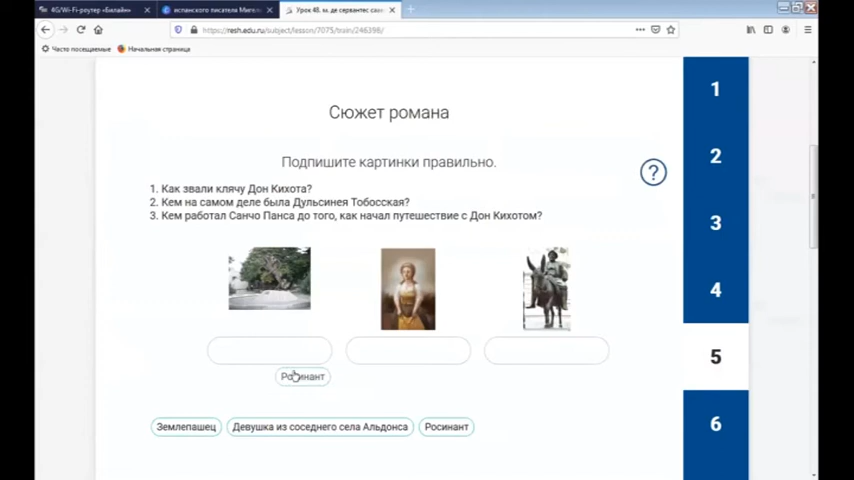 4G/Wi-Fi-роутер «Билайн»
испанского писателя Мигел
Урок 48. м. де сервантес саа
https://resh.edu.ru/subject/lesson/7075/train/246398/
Часто посещаемые
Начальная страница
Сюжет романа
Подпишите картинки правильно.
?
1. Как звали клячу Дон Кихота?
2. Кем на самом деле была Дульсинея Тобосская?
3. Кем работал Санчо Панса до того, как начал путешествие с Дон Кихотом?
Росинант
Землепашец
Девушка из соседнего села Альдонса
Росинант
1
2
3
4
5
6